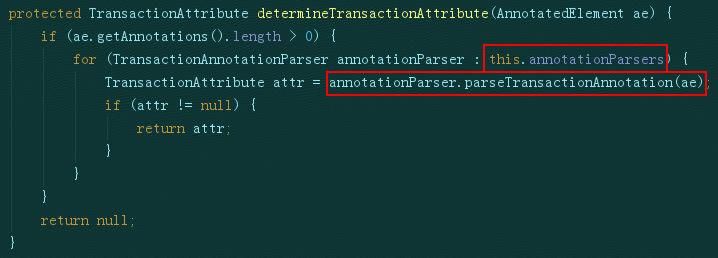 protected TransactionAttribute determineTransactionAttribute(AnnotatedElement ae) {
    if (ae.getAnnotations().length > 0) {
        for (TransactionAnnotationParser annotationParser : this.annotationParsers) {
            TransactionAttribute attr = annotationParser.parseTransactionAnnotation(ae);
            if (attr != null) {
                return attr;
            }
        }
    }
    return null;
}